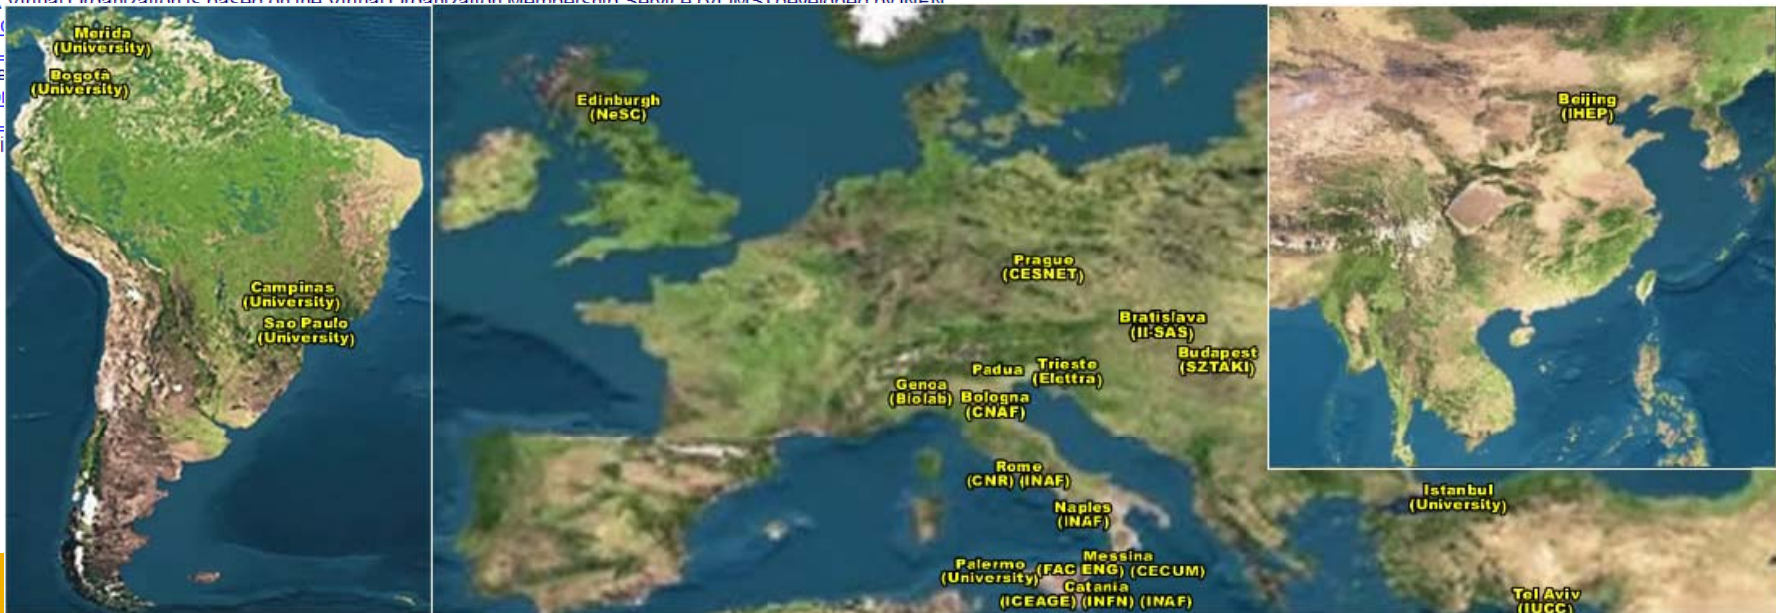 Merida
(University)
Bogotà
(University)
Campinas
(University)
Sao Paulo
(University)
Edinburgh
(NeSC)
Prague
(CESNET)
Bratislava
(II-SAS)
Budapest
(SZTAKI)
Padua
Trieste
(Elettra)
Genoa
(Biolab)
Bologna
(CNAF)
Rome
(CNR) (INAF)
Naples
(INAF)
Palermo
(University)
Messina
(FAC ENG) (CECUM)
Catania
(ICEAGE) (INFN) (INAF)
Beijing
(IHEP)
Istanbul
(University)
Tel Aviv
(IUCC)